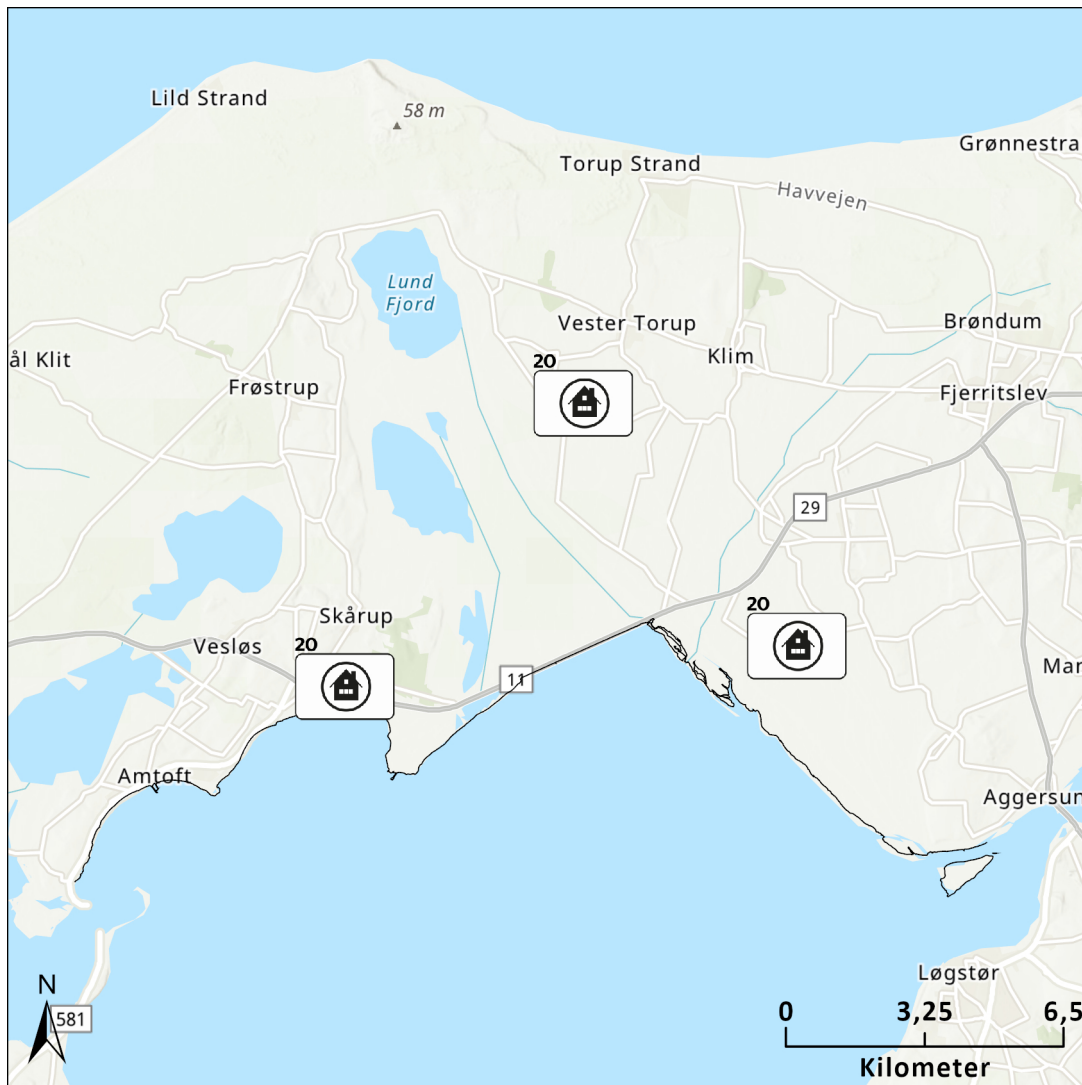 Lild Strand
58 m
Grønnestra
Torup Strand
Havvejen
Lund
Fjord
Vester Torup
Brøndum
ål Klit
Klim
20
Frøstrup
Fjerritslev
29
Skårup
20
Vesløs
20
Mar
11
Amtoft
Aggersun
Løgstør
N
581
0 3,25 6,5
Kilometer